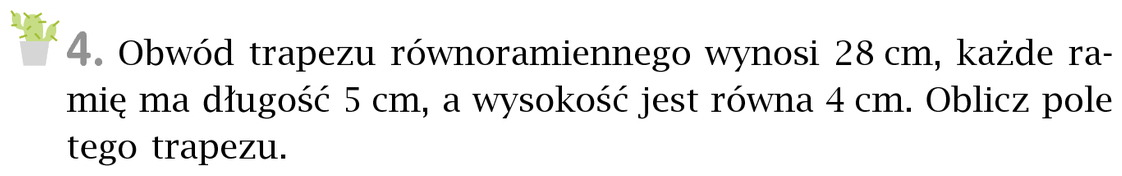 4. Obwód trapezu równoramiennego wynosi 28 cm, każde ra-
mię ma długość 5 cm, a wysokość jest równa 4 cm. Oblicz pole
tego trapezu.